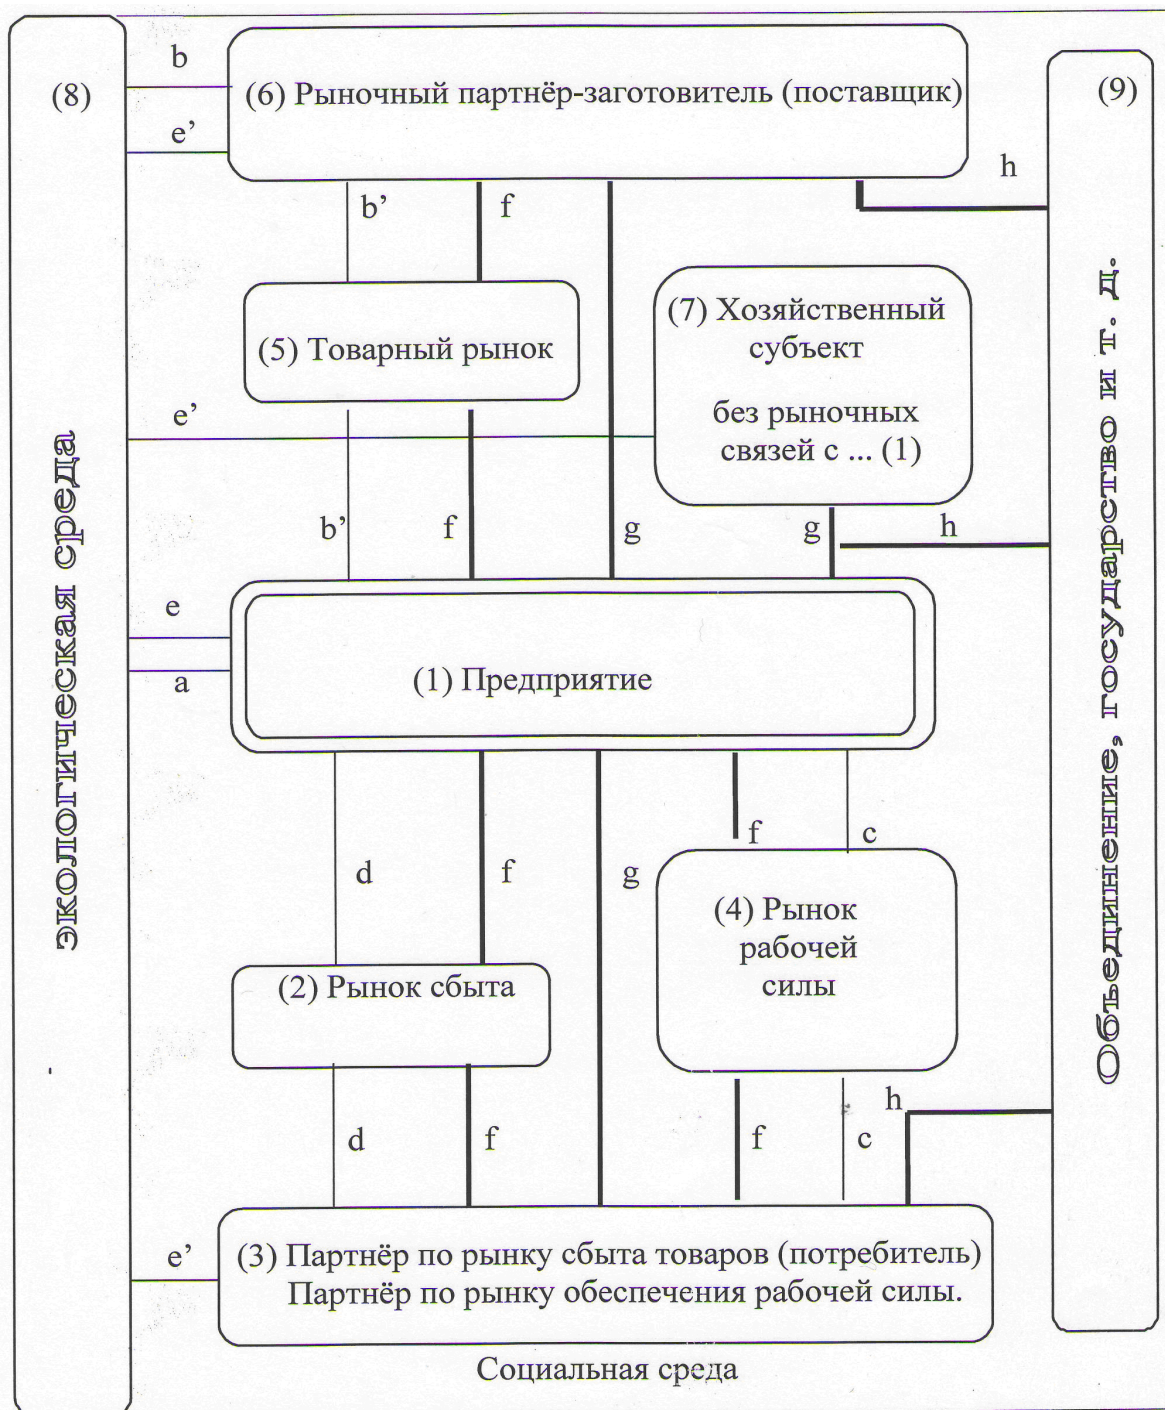 (8)
b
(6) Рыночный партнёр-заготовитель (поставщик)
(9)
e’
h
b’
f
(7) Хозяйственный
субъект
без рыночных
связей с ... (1)
(5) Товарный рынок
e’
b’
f
g
g
h
экологическая среда
Объединение, государство и т. д.
e
a
(1) Предприятие
f
c
d
f
g
(4) Рынок
рабочей
силы
(2) Рынок сбыта
h
d
f
f
c
e’
(3) Партнёр по рынку сбыта товаров (потребитель)
Партнёр по рынку обеспечения рабочей силы.
Социальная среда